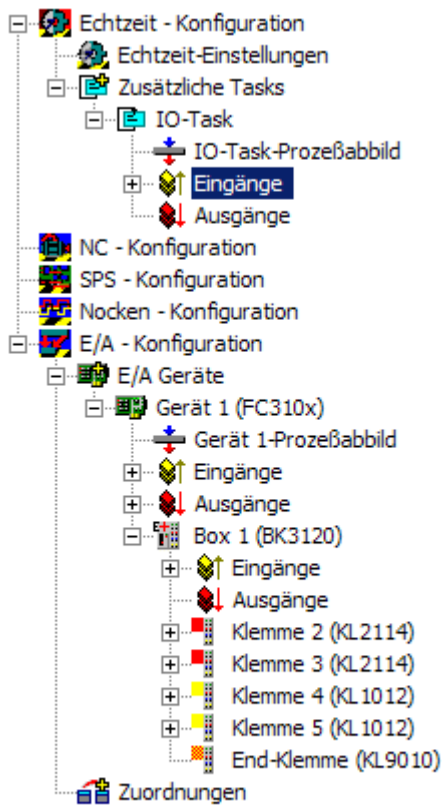 Echtzeit - Konfiguration
Echtzeit-Einstellungen
Zusätzliche Tasks
IO-Task
IO-Task-Prozeßabbild
Eingänge
Ausgänge
NC - Konfiguration
SPS - Konfiguration
Nocken - Konfiguration
E/A - Konfiguration
E/A Geräte
Gerät 1 (FC310x)
Gerät 1-Prozeßabbild
Eingänge
Ausgänge
Box 1 (BK3120)
Eingänge
Ausgänge
Klemme 2 (KL2114)
Klemme 3 (KL2114)
Klemme 4 (KL1012)
Klemme 5 (KL1012)
End-Klemme (KL9010)
Zuordnungen